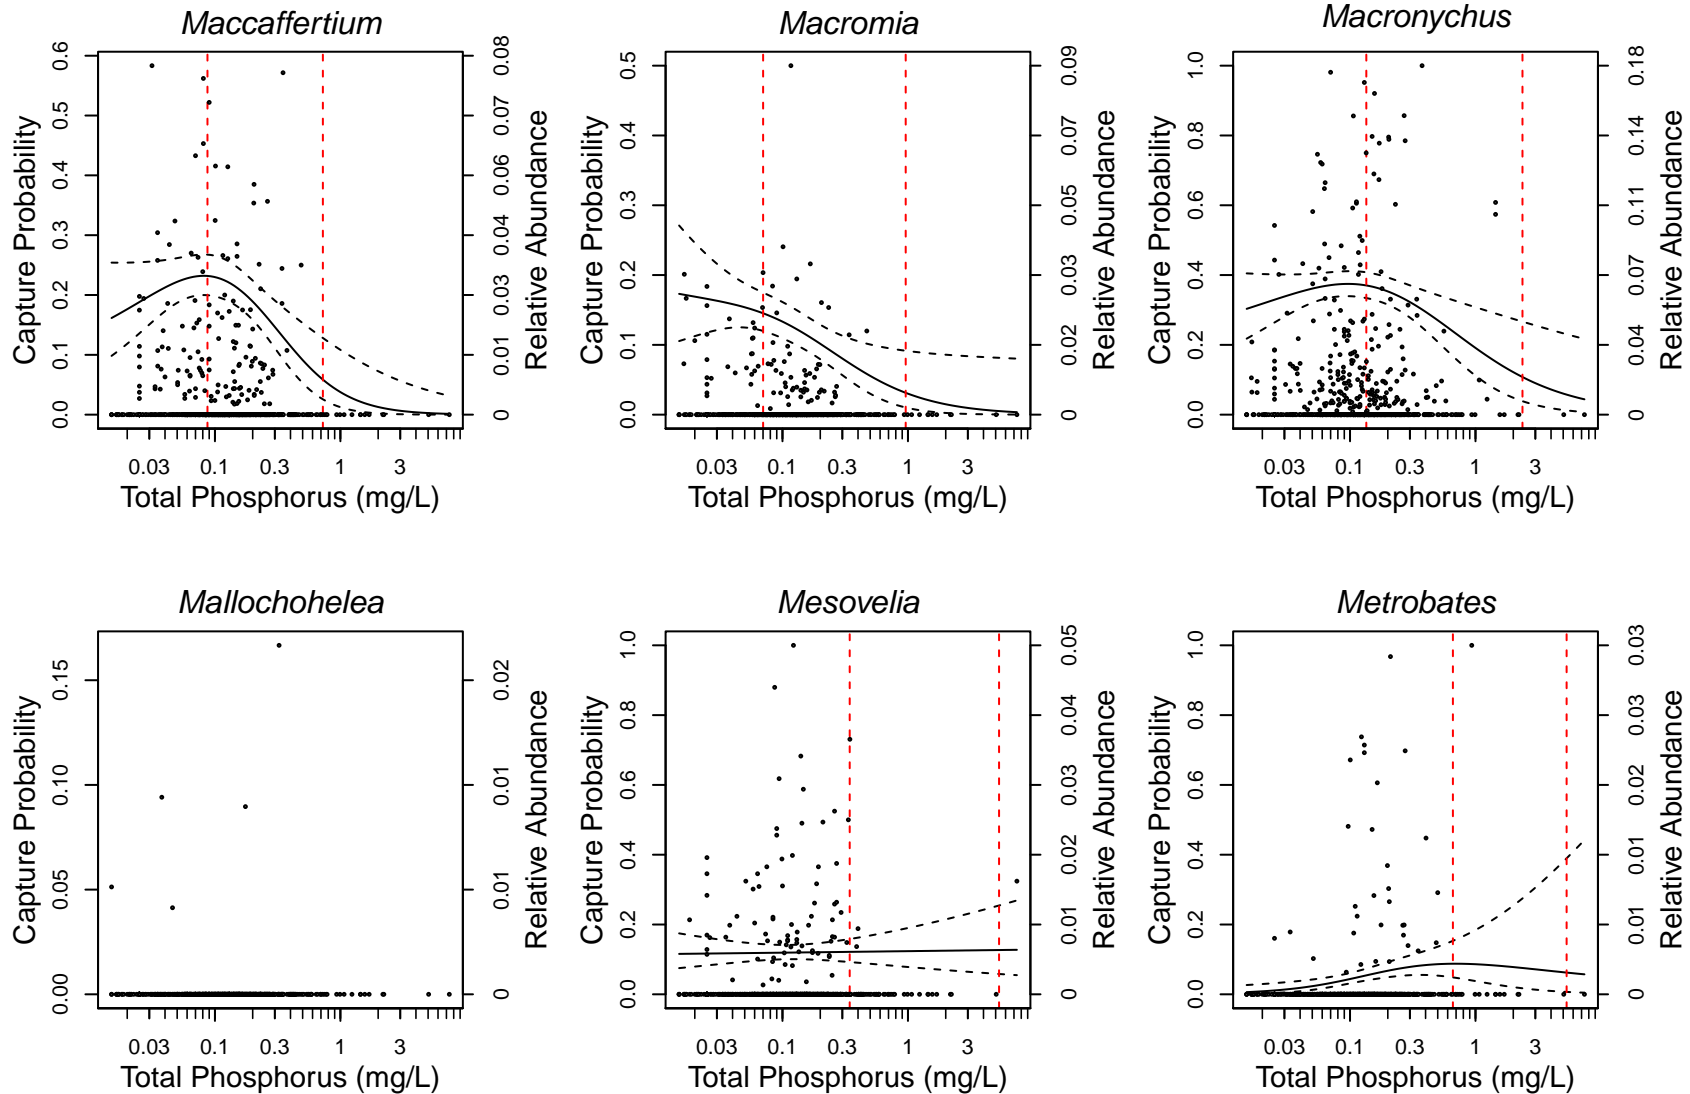 Maccaffertium
Macromia
Macronychus
Capture Probability
0.0 0.1 0.2 0.3 0.4 0.5 0.6
0 0.01 0.03 0.04 0.06 0.07 0.08
Relative Abundance
0.03 0.1 0.3 1 3
Total Phosphorus (mg/L)
Capture Probability
0.0 0.1 0.2 0.3 0.4 0.5
0 0.02 0.03 0.05 0.07 0.09
Relative Abundance
0.03 0.1 0.3 1 3
Total Phosphorus (mg/L)
Capture Probability
0.0 0.2 0.4 0.6 0.8 1.0
0 0.04 0.07 0.11 0.14 0.18
Relative Abundance
0.03 0.1 0.3 1 3
Total Phosphorus (mg/L)
Mallochohelea
Mesovelia
Metrobates
Capture Probability
0.00 0.05 0.10 0.15
0 0.01 0.01 0.02
Relative Abundance
0.03 0.1 0.3 1 3
Total Phosphorus (mg/L)
Capture Probability
0.0 0.2 0.4 0.6 0.8 1.0
0 0.01 0.02 0.03 0.04 0.05
Relative Abundance
0.03 0.1 0.3 1 3
Total Phosphorus (mg/L)
Capture Probability
0.0 0.2 0.4 0.6 0.8 1.0
0 0.01 0.01 0.02 0.03 0.03
Relative Abundance
0.03 0.1 0.3 1 3
Total Phosphorus (mg/L)